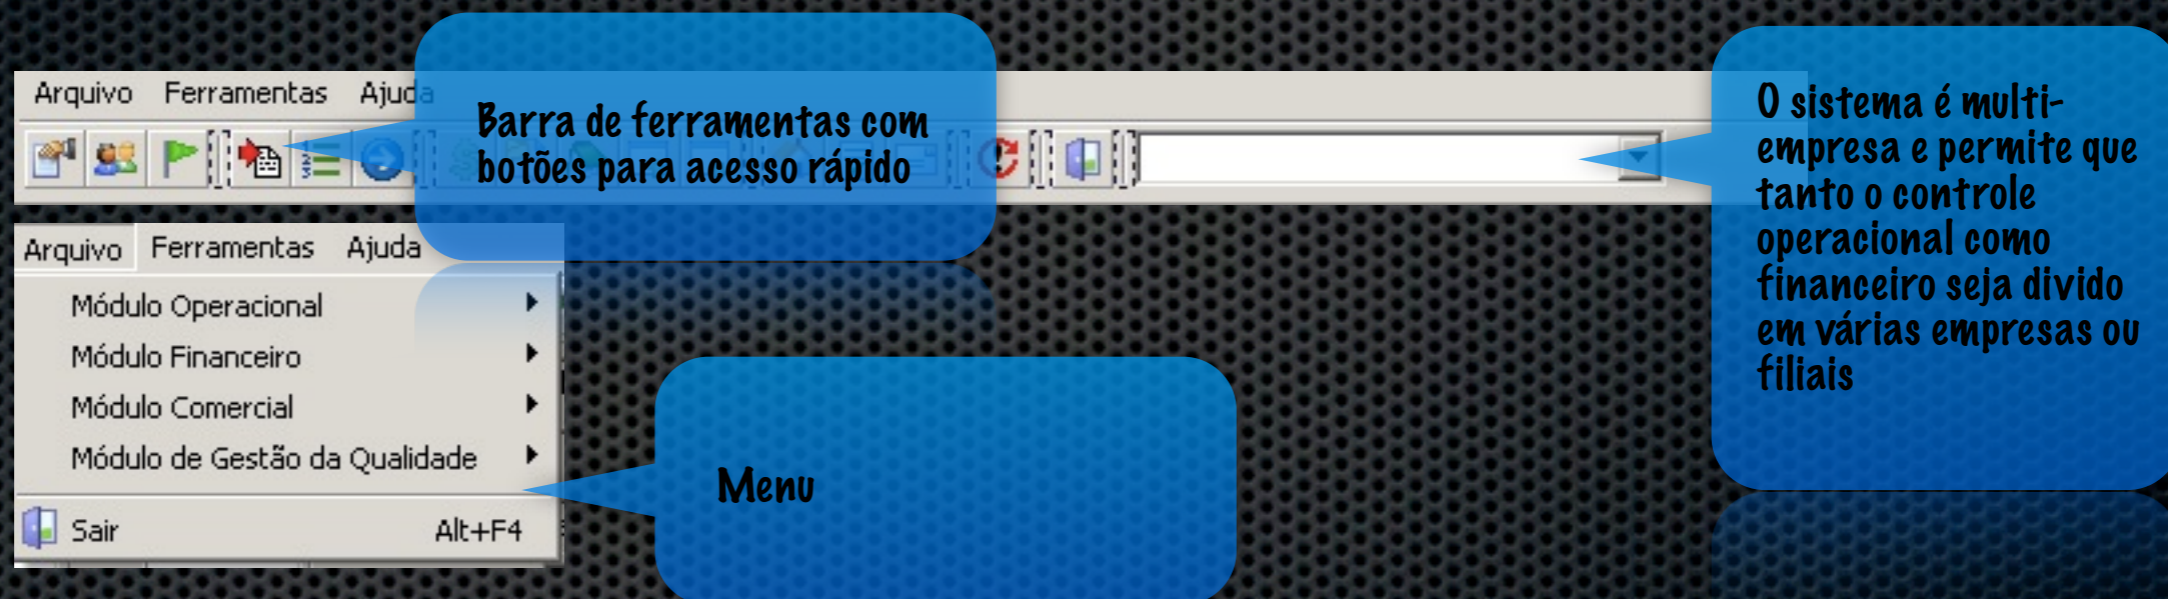 Arquivo Ferramentas Ajuda
Barra de ferramentas com
botões para acesso rápido
O sistema é multi-
empresa e permite que
tanto o controle
operacional como
financeiro seja divido
em várias empresas ou
filiais
Arquivo Ferramentas Ajuda
Módulo Operacional
Módulo Financeiro
Módulo Comercial
Módulo de Gestão da Qualidade
Sair Alt+F4
Menu